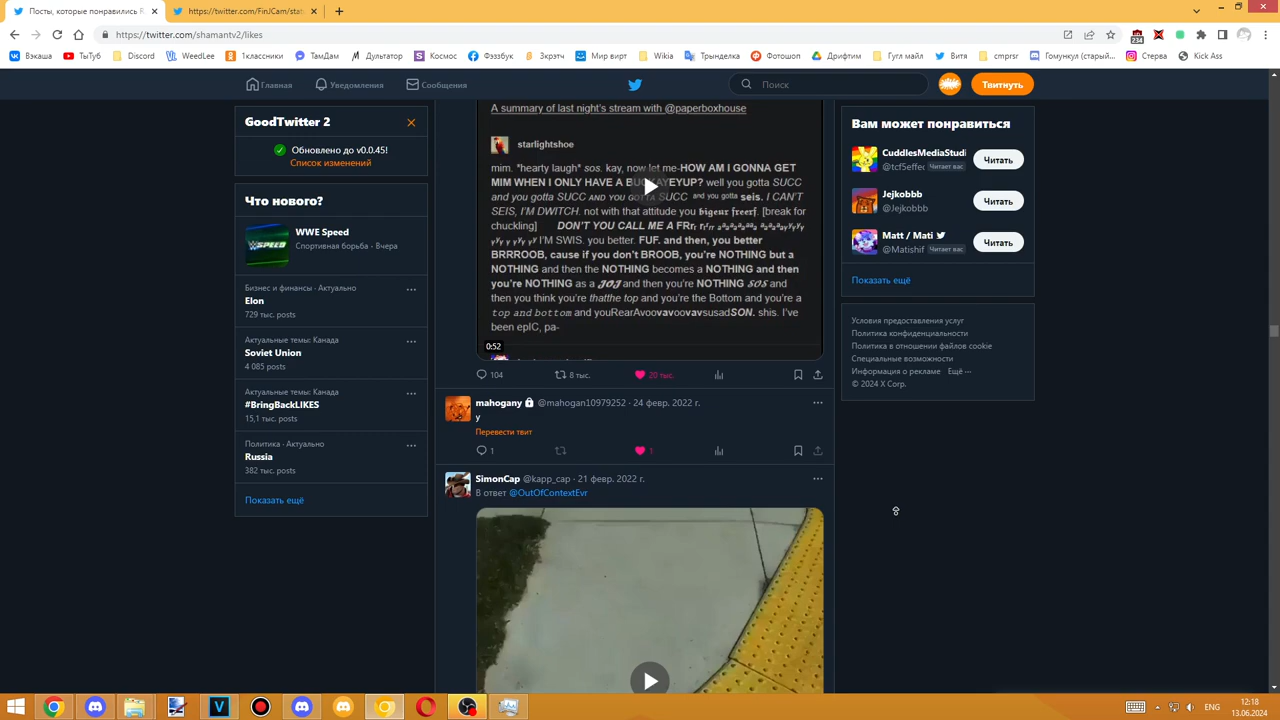 Посты, которые понравились R
https://twitter.com/FinJCam/stat
https://twitter.com/shamantv2/likes
234
Вэкаша
ТыТуб
Discord
WeedLee
1классники
ТамДам
Дультатор
Космос
Фэззбук
Зкрэтч
Мир вирт
Wikia
Трынделка
Фотошоп
Дрифтим
Гугл майл
Витя
cmprsr
Гомункул (старый...
Стерва
Kick Ass
Главная
Уведомления
Сообщения
Поиск
Твитнуть
GoodTwitter 2
Обновлено до v0.0.45!
Список изменений
Что нового?
WWE Speed
Спортивная борьба · Вчера
Бизнес и финансы · Актуально
Elon
729 тыс. posts
Актуальные темы: Канада
Soviet Union
4 085 posts
Актуальные темы: Канада
#BringBackLIKES
15,1 тыс. posts
Политика · Актуально
Russia
382 тыс. posts
Показать ещё
A summary of last night's stream with @paperboxhouse
starlightshoe
mim. *hearty laugh* sos. kay, now let me-HOW AM I GONNA GET
MIM WHEN I ONLY HAVE A BUCKAYEYUP? well you gotta SUCC
and you gotta SUCC AND YOU GOTTA SUCC and you gotta seis. I CAN'T
SEIS, I'M DWITCH. not with that attitude you bigeur freerf. [break for
chuckling] DON'T YOU CALL ME A
I'M SWIS. you better. FUF. and then, you better
BRRROOB, cause if you don't BROOB, you're NOTHING but a
NOTHING and then the NOTHING becomes a NOTHING and then
you're NOTHING as a JOJ and then you're NOTHING SOS and
then you think you're thatthe top and you're the Bottom and you're a
top and bottom and youRearAvoovavoovavsusadSON. shis. I've
been epIC, pa-
0:52
104
8 тыс.
20 тыс.
mahogany @mahogan10979252 · 24 февр. 2022 г.
y
Перевести твит
1
1
SimonCap @kapp_cap · 21 февр. 2022 г.
В ответ @OutOfContextEvr
Вам может понравиться
CuddlesMediaStudi
@tcf5effec Читает вас
Читать
Jejkobbb
@Jejkobbb
Читать
Matt / Mati
@Matishif Читает вас
Читать
Показать ещё
Условия предоставления услуг
Политика конфиденциальности
Политика в отношении файлов cookie
Специальные возможности
Информация о рекламе Ещё ···
© 2024 X Corp.
ENG
12:18
13.06.2024